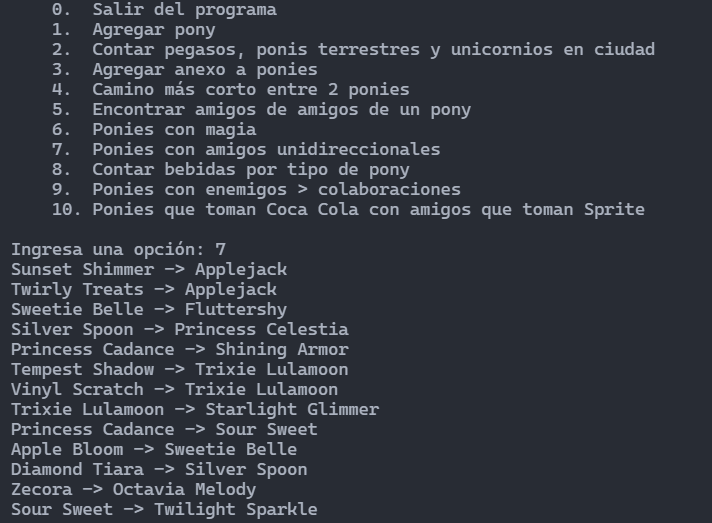 0. Salir del programa
1. Agregar pony
2. Contar pegasos, ponis terrestres y unicornios en ciudad
3. Agregar anexo a ponies
4. Camino más corto entre 2 ponies
5. Encontrar amigos de amigos de un pony
6. Ponies con magia
7. Ponies con amigos unidireccionales
8. Contar bebidas por tipo de pony
9. Ponies con enemigos > colaboraciones
10. Ponies que toman Coca Cola con amigos que toman Sprite
Ingresa una opción: 7
Sunset Shimmer -> Applejack
Twirly Treats -> Applejack
Sweetie Belle -> Fluttershy
Silver Spoon -> Princess Celestia
Princess Cadance -> Shining Armor
Tempest Shadow -> Trixie Lulamoon
Vinyl Scratch -> Trixie Lulamoon
Trixie Lulamoon -> Starlight Glimmer
Princess Cadance -> Sour Sweet
Apple Bloom -> Sweetie Belle
Diamond Tiara -> Silver Spoon
Zecora -> Octavia Melody
Sour Sweet -> Twilight Sparkle